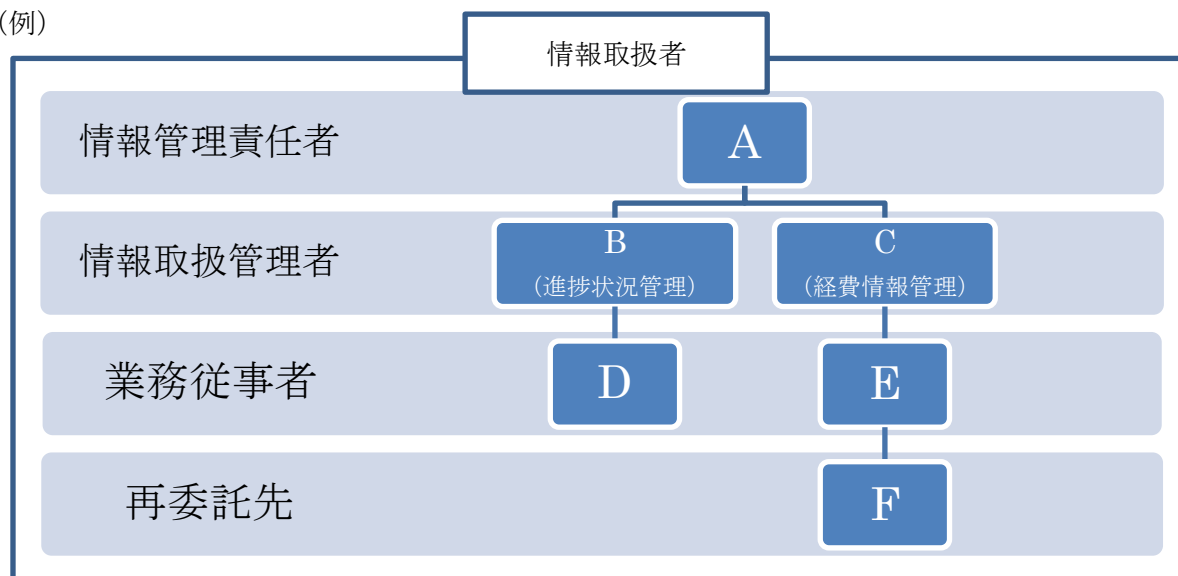 (例)
情報取扱者
情報管理責任者
A
情報取扱管理者
B
(進捗状況管理)
C
(経費情報管理)
業務従事者
D
E
再委託先
F